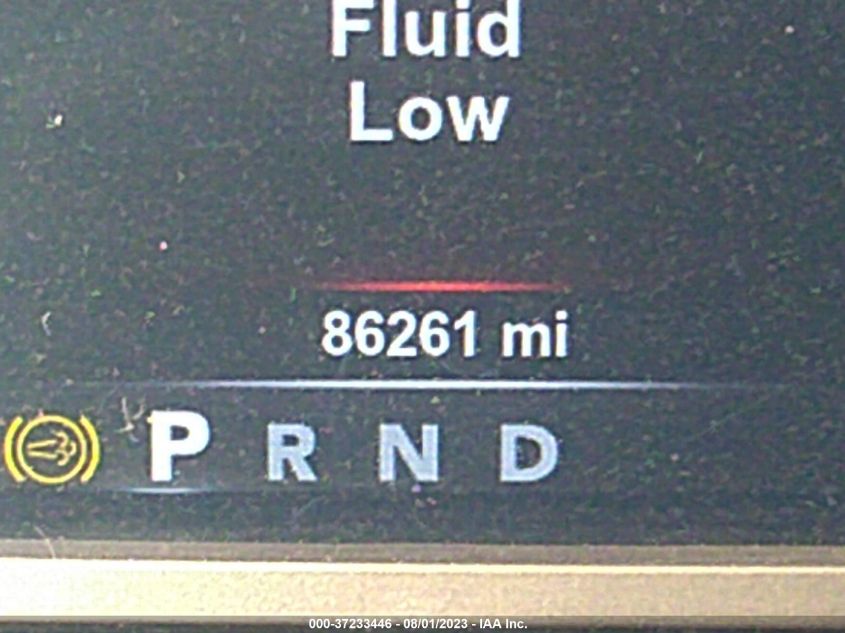 Fluid
Low
86261 mi
P R N D
000-37233446 - 08/01/2023 - IAA Inc.